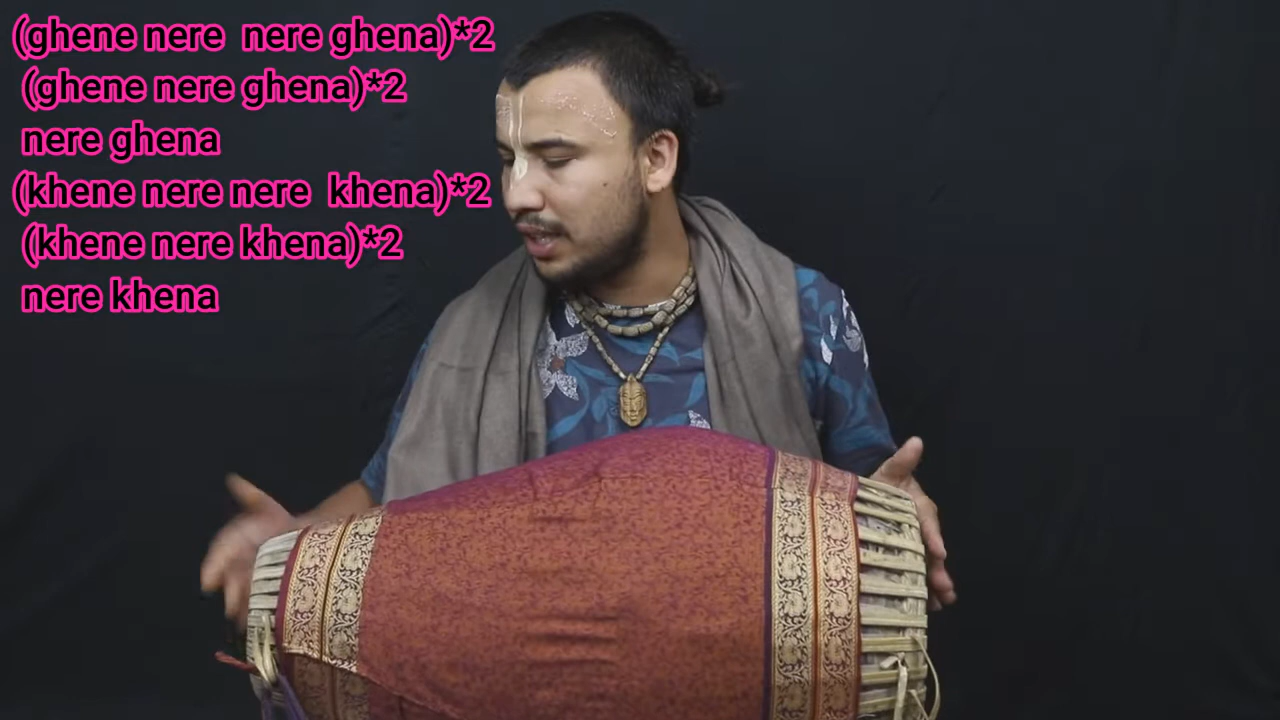 (ghene nere nere ghena)*2
(ghene nere ghena)*2
nere ghena
(khene nere nere khena)*2
(khene nere khena)*2
nere khena